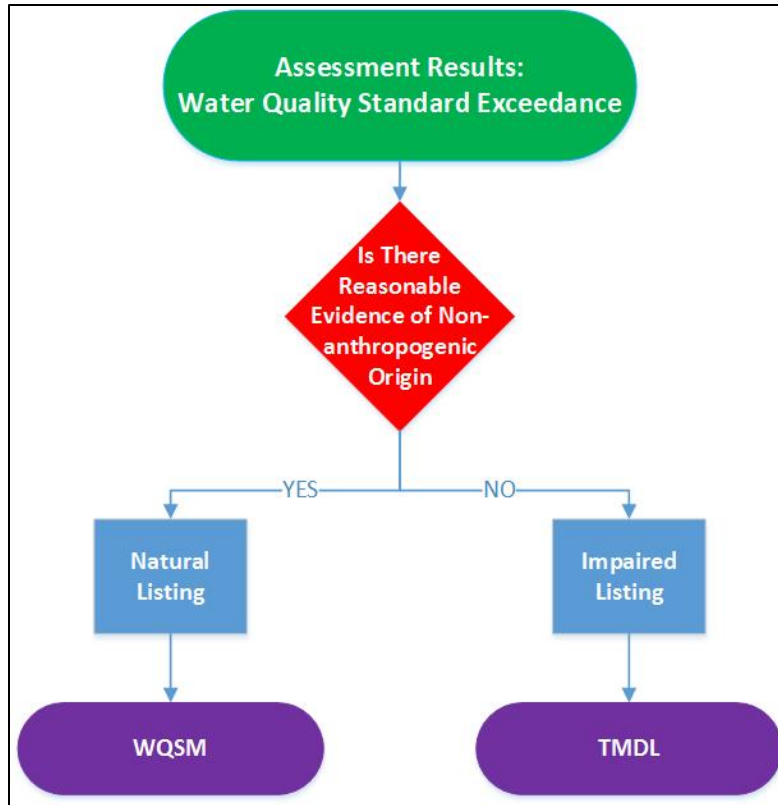 Assessment Results:
Water Quality Standard Exceedance
Is There
Reasonable
Evidence of Non-
anthropogenic
Origin
YES
NO
Natural
Listing
Impaired
Listing
WQSM
TMDL